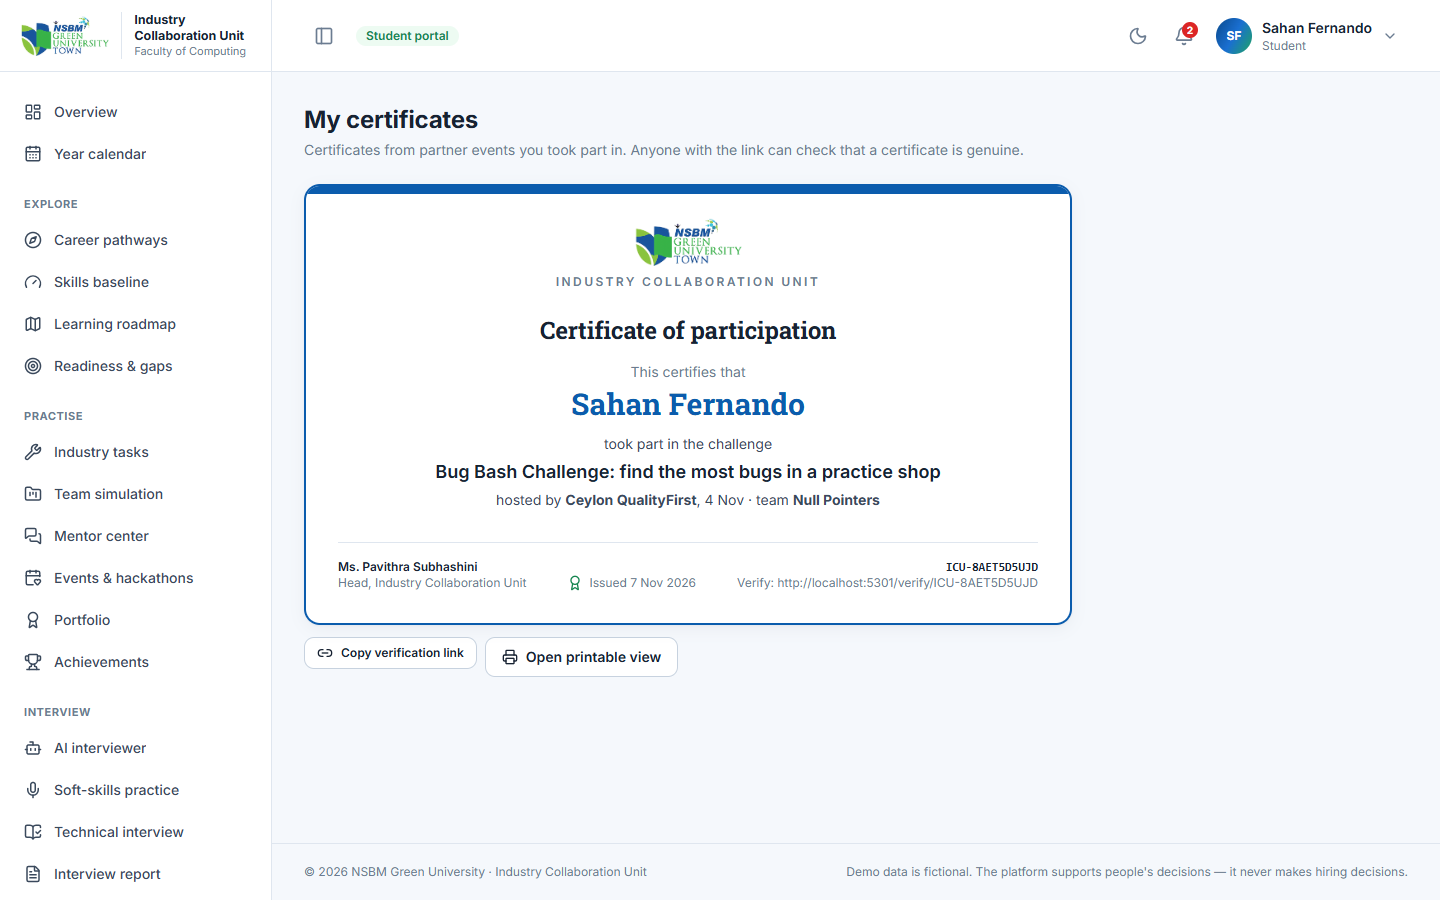 NSBM
GREEN
UNIVERSITY
TOWN
Industry
Collaboration Unit
Faculty of Computing
Student portal
2
SF
Sahan Fernando
Student
Overview
Year calendar
EXPLORE
Career pathways
Skills baseline
Learning roadmap
Readiness & gaps
PRACTISE
Industry tasks
Team simulation
Mentor center
Events & hackathons
Portfolio
Achievements
INTERVIEW
AI interviewer
Soft-skills practice
Technical interview
Interview report
My certificates
Certificates from partner events you took part in. Anyone with the link can check that a certificate is genuine.
NSBM
GREEN
UNIVERSITY
TOWN
INDUSTRY COLLABORATION UNIT
Certificate of participation
This certifies that
Sahan Fernando
took part in the challenge
Bug Bash Challenge: find the most bugs in a practice shop
hosted by Ceylon QualityFirst, 4 Nov · team Null Pointers
Ms. Pavithra Subhashini
Head, Industry Collaboration Unit
Issued 7 Nov 2026
ICU-8AET5D5UJD
Verify: http://localhost:5301/verify/ICU-8AET5D5UJD
Copy verification link
Open printable view
© 2026 NSBM Green University · Industry Collaboration Unit
Demo data is fictional. The platform supports people's decisions — it never makes hiring decisions.